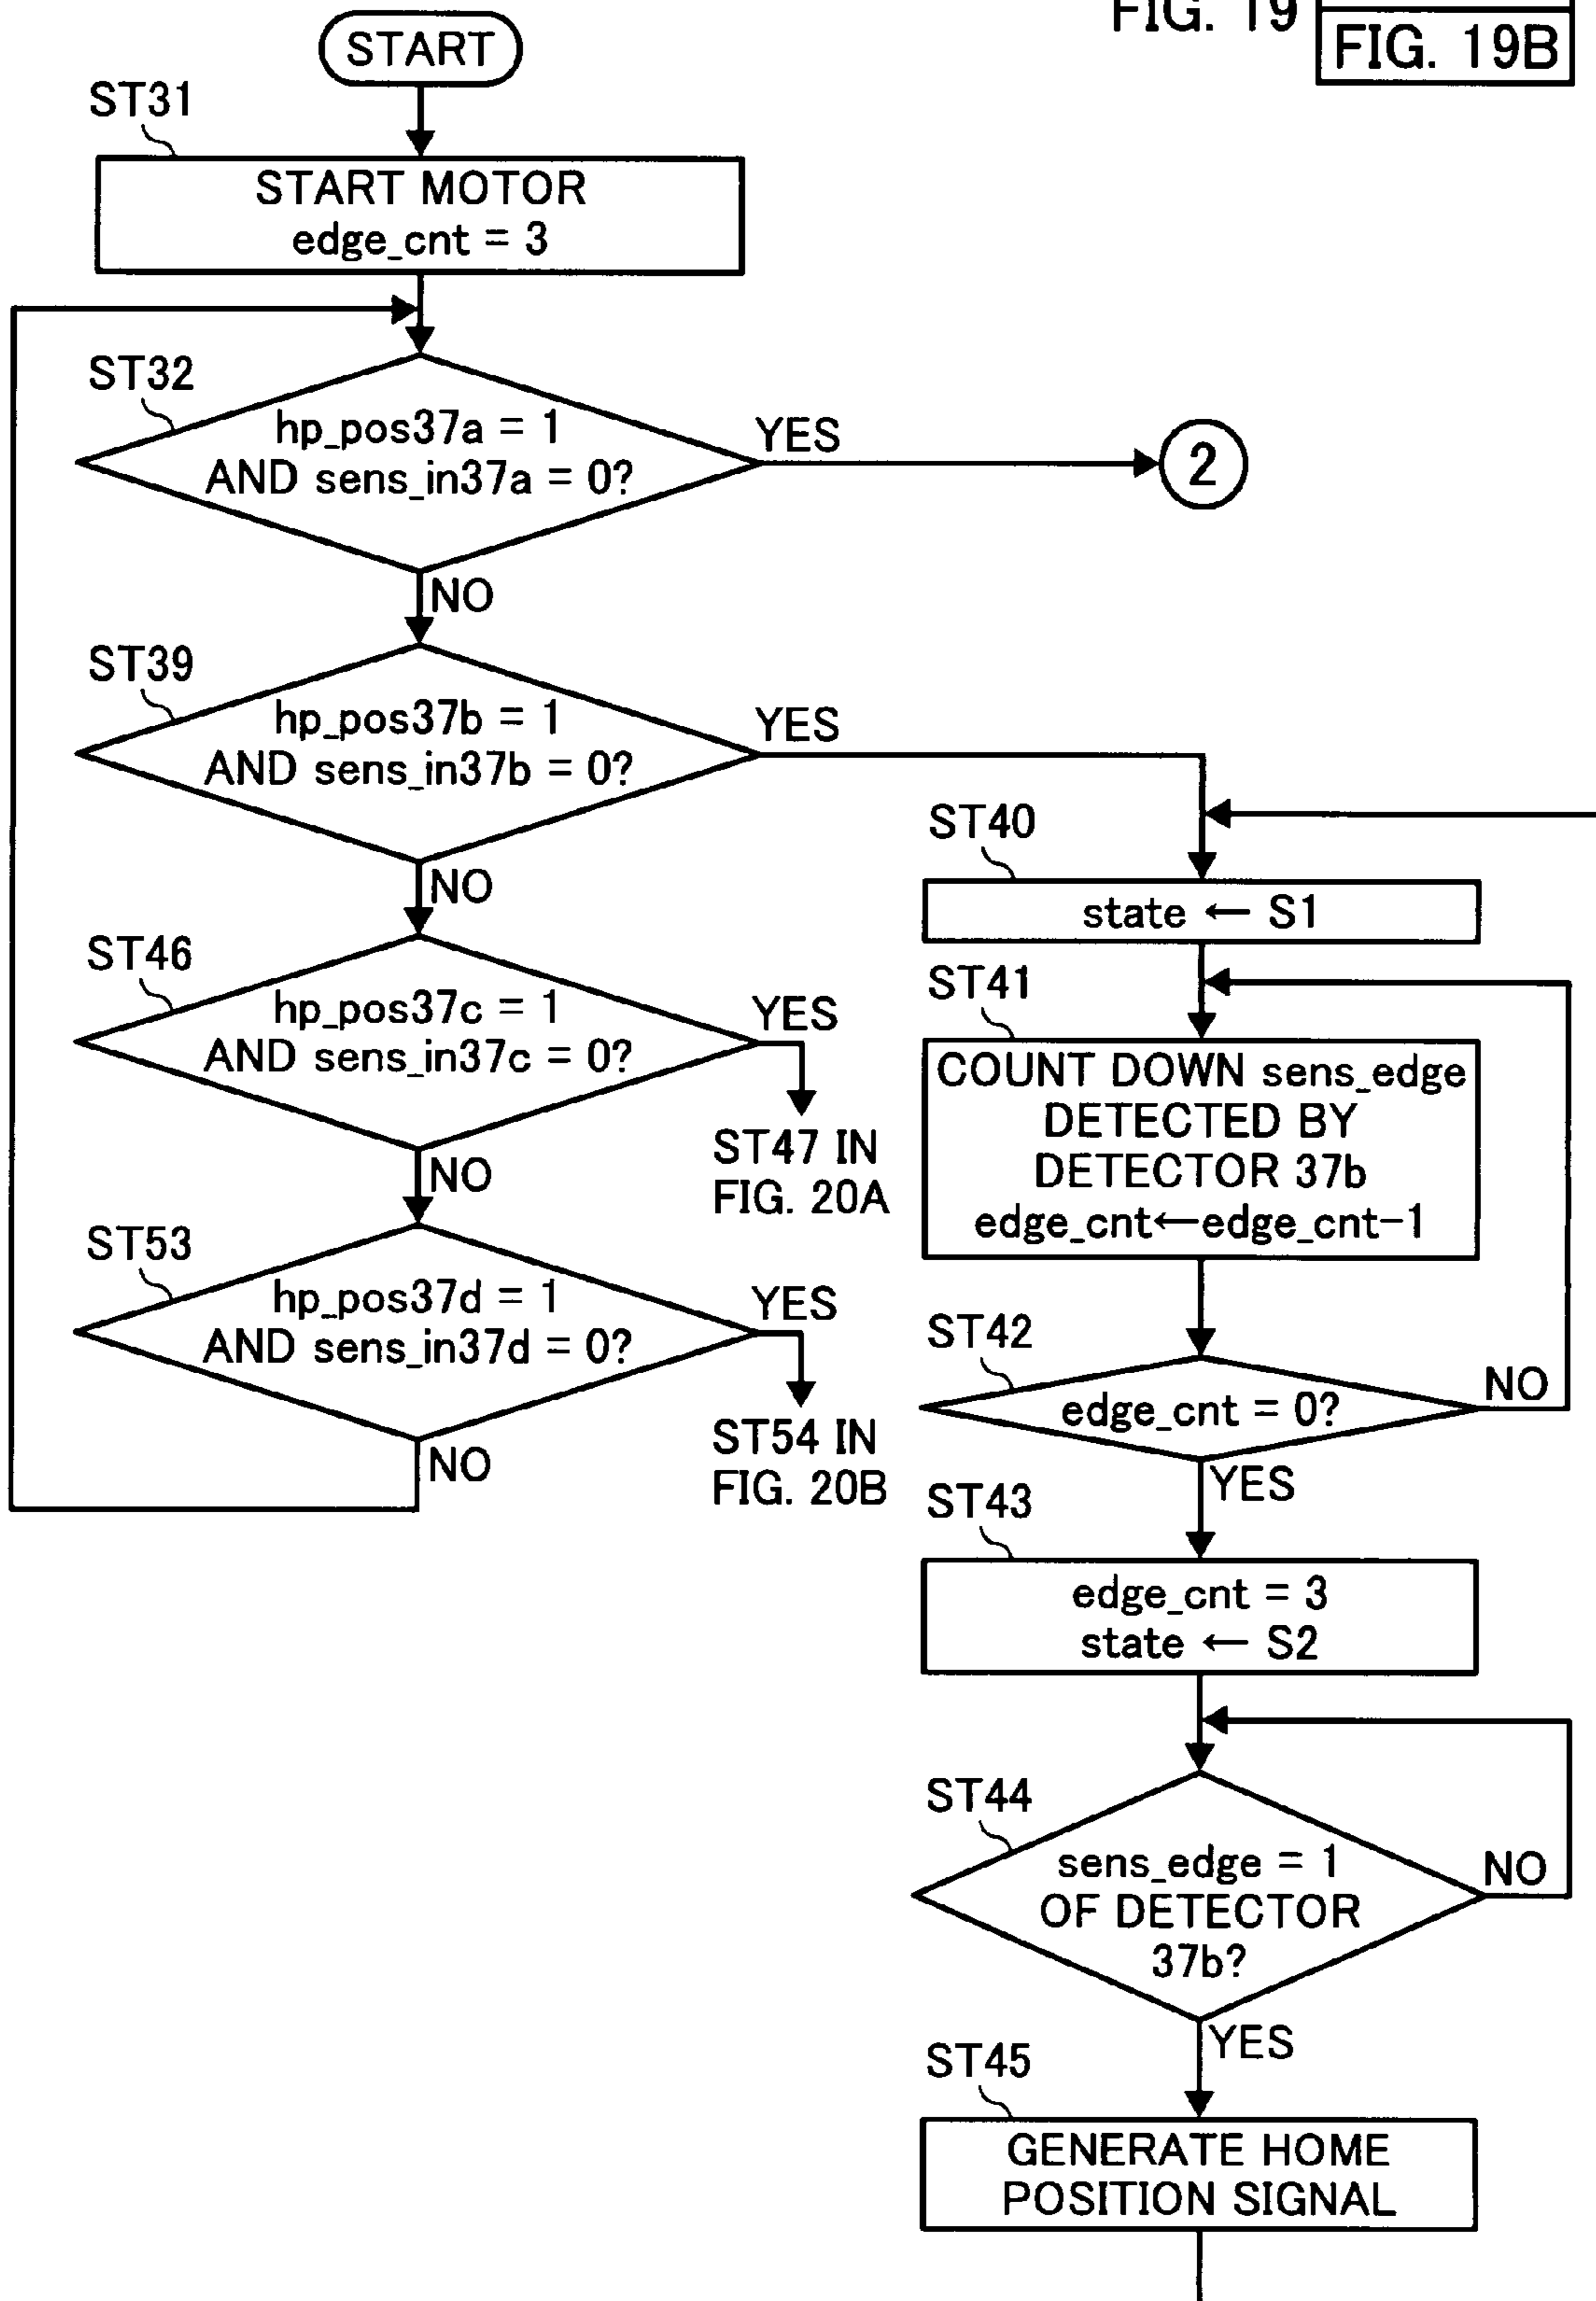 FIG. 19
FIG. 19B
START
ST31
START MOTOR
edge_cnt = 3
ST32
hp_pos37a = 1
AND sens_in37a = 0?
YES
2
NO
ST39
hp_pos37b = 1
AND sens_in37b = 0?
YES
NO
ST46
hp_pos37c = 1
AND sens_in37c = 0?
YES
ST47 IN
FIG. 20A
NO
ST53
hp_pos37d = 1
AND sens_in37d = 0?
YES
ST54 IN
FIG. 20B
NO
ST40
state ← S1
ST41
COUNT DOWN sens_edge
DETECTED BY
DETECTOR 37b
edge_cnt←edge_cnt-1
ST42
edge_cnt = 0?
NO
YES
ST43
edge_cnt = 3
state ← S2
ST44
sens_edge = 1
OF DETECTOR
37b?
NO
YES
ST45
GENERATE HOME
POSITION SIGNAL